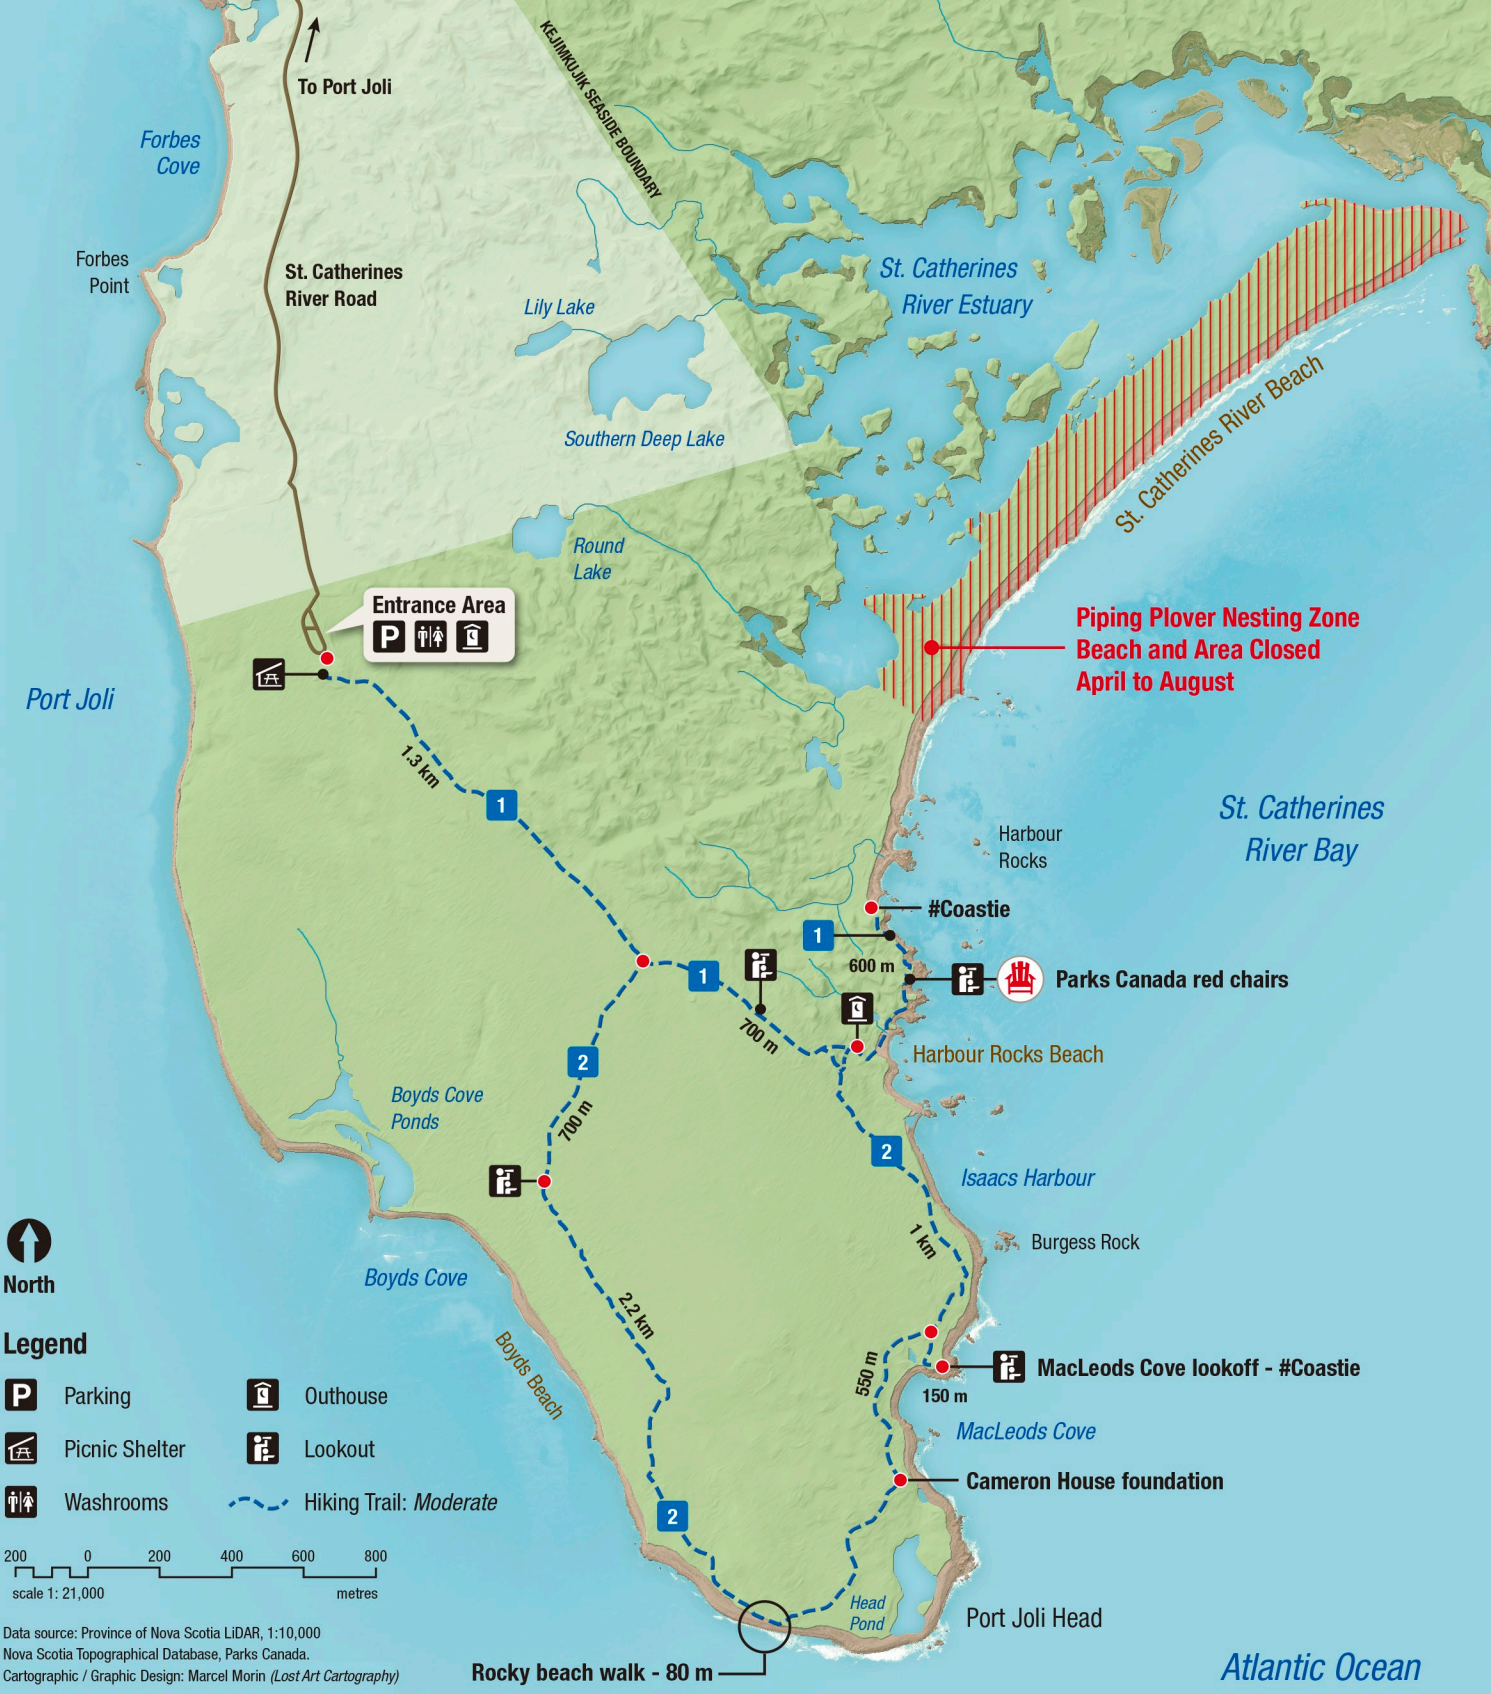 To Port Joli
KEJIMKUJIK SEASIDE BOUNDARY
Forbes
Cove
Forbes
Point
St. Catherines
River Road
St. Catherines
River Estuary
Lily Lake
Southern Deep Lake
St. Catherines River Beach
Round
Lake
Entrance Area
P
Piping Plover Nesting Zone
Beach and Area Closed
April to August
Port Joli
1.3 km
1
St. Catherines
River Bay
Harbour
Rocks
#Coastie
1
600 m
1
Parks Canada red chairs
700 m
Harbour Rocks Beach
2
Boyds Cove
Ponds
700 m
2
Isaacs Harbour
1 km
Burgess Rock
North
Boyds Cove
2.2 km
Boyds Beach
Legend
P Parking
Outhouse
Picnic Shelter
Lookout
Washrooms
Hiking Trail: Moderate
550 m
MacLeods Cove lookoff - #Coastie
150 m
MacLeods Cove
Cameron House foundation
2
200 0 200 400 600 800
scale 1: 21,000 metres
Head
Pond
Port Joli Head
Data source: Province of Nova Scotia LiDAR, 1:10,000
Nova Scotia Topographical Database, Parks Canada.
Cartographic / Graphic Design: Marcel Morin (Lost Art Cartography)
Rocky beach walk - 80 m
Atlantic Ocean